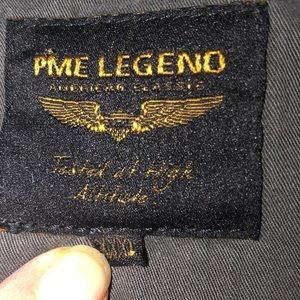 PME LEGEND
AMERICAN CLASSIC
Tested at High
Altitude